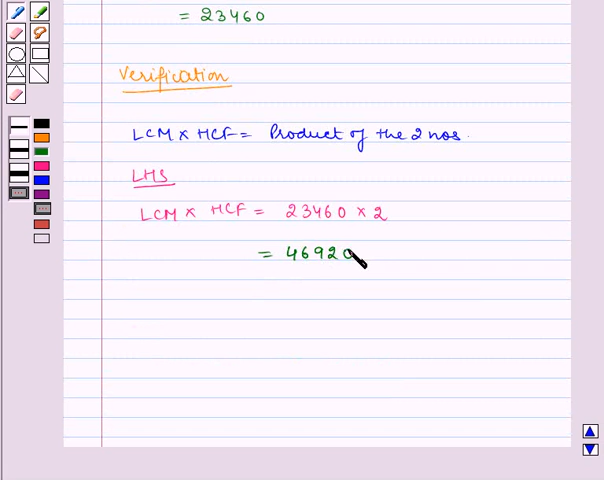 = 23460
Verification
LCM x HCF = Product of the 2 nos.
LHS
LCM x HCF = 23460 x 2
= 46920